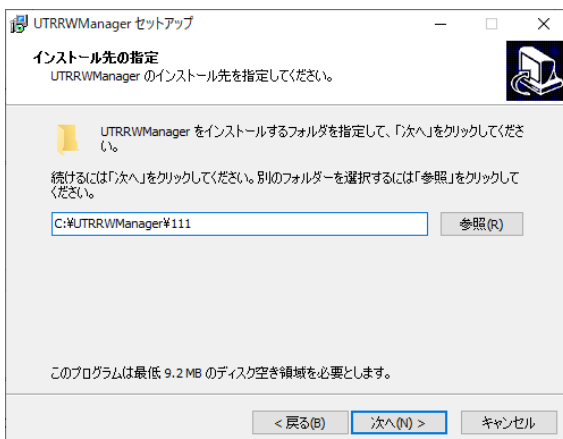 UTRRWManager セットアップ
インストール先の指定
UTRRWManager のインストール先を指定してください。
UTRRWManager をインストールするフォルダを指定して、「次へ」をクリックしてくださ
い。
続けるには「次へ」をクリックしてください。別のフォルダーを選択するには「参照」をクリックして
ください。
C:¥UTRRWManager¥111
参照(R)
このプログラムは最低 9.2 MB のディスク空き領域を必要とします。
< 戻る(B)
次へ(N) >
キャンセル